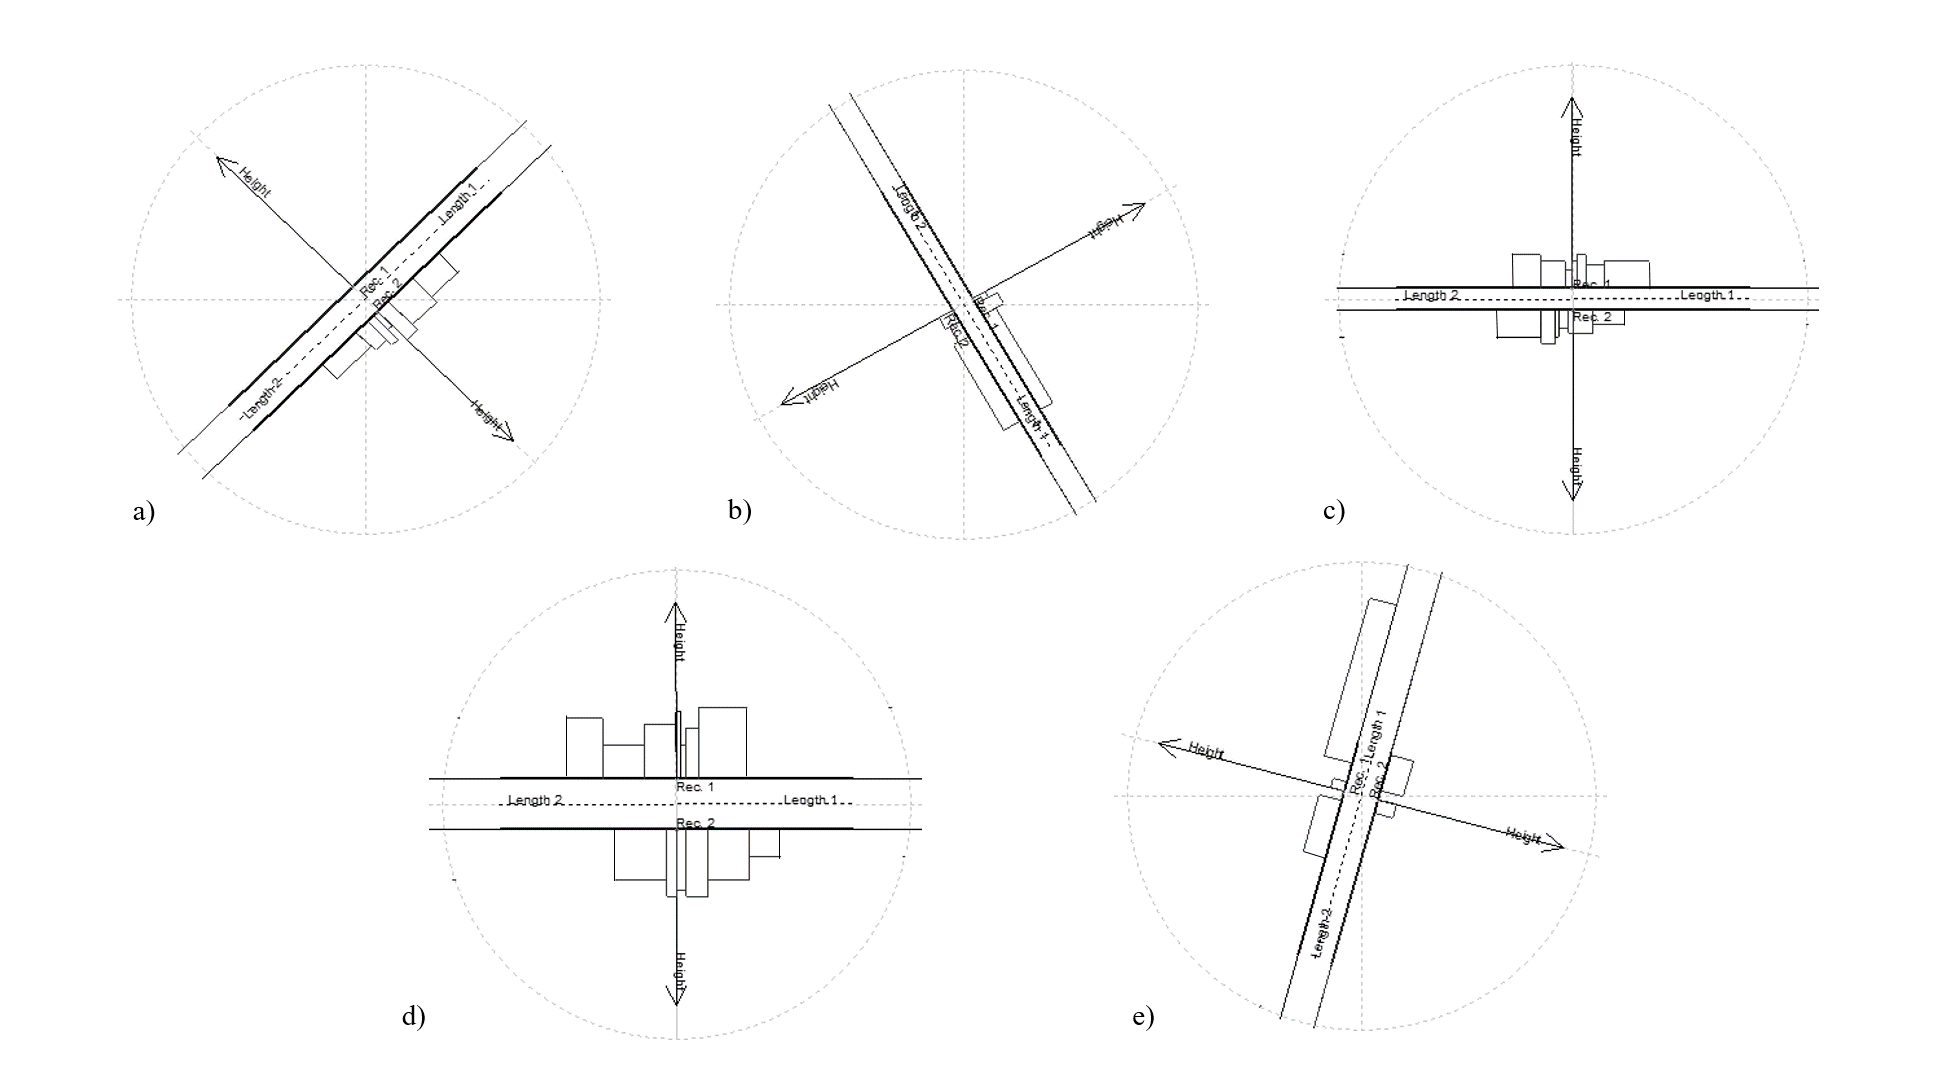 Height
Length 1
Rec. 1
Rec. 2
Length 2
Height
a)
Length 2
Height
Rec. 1
Rec. 2
Height
Length 1
b)
Height
Rec. 1
Length 2
Length 1
Rec. 2
Height
c)
Height
Rec. 1
Length 2
Length 1
Rec. 2
Height
d)
Length 1
Height
Rec. 1
Rec. 2
Height
Length 2
e)